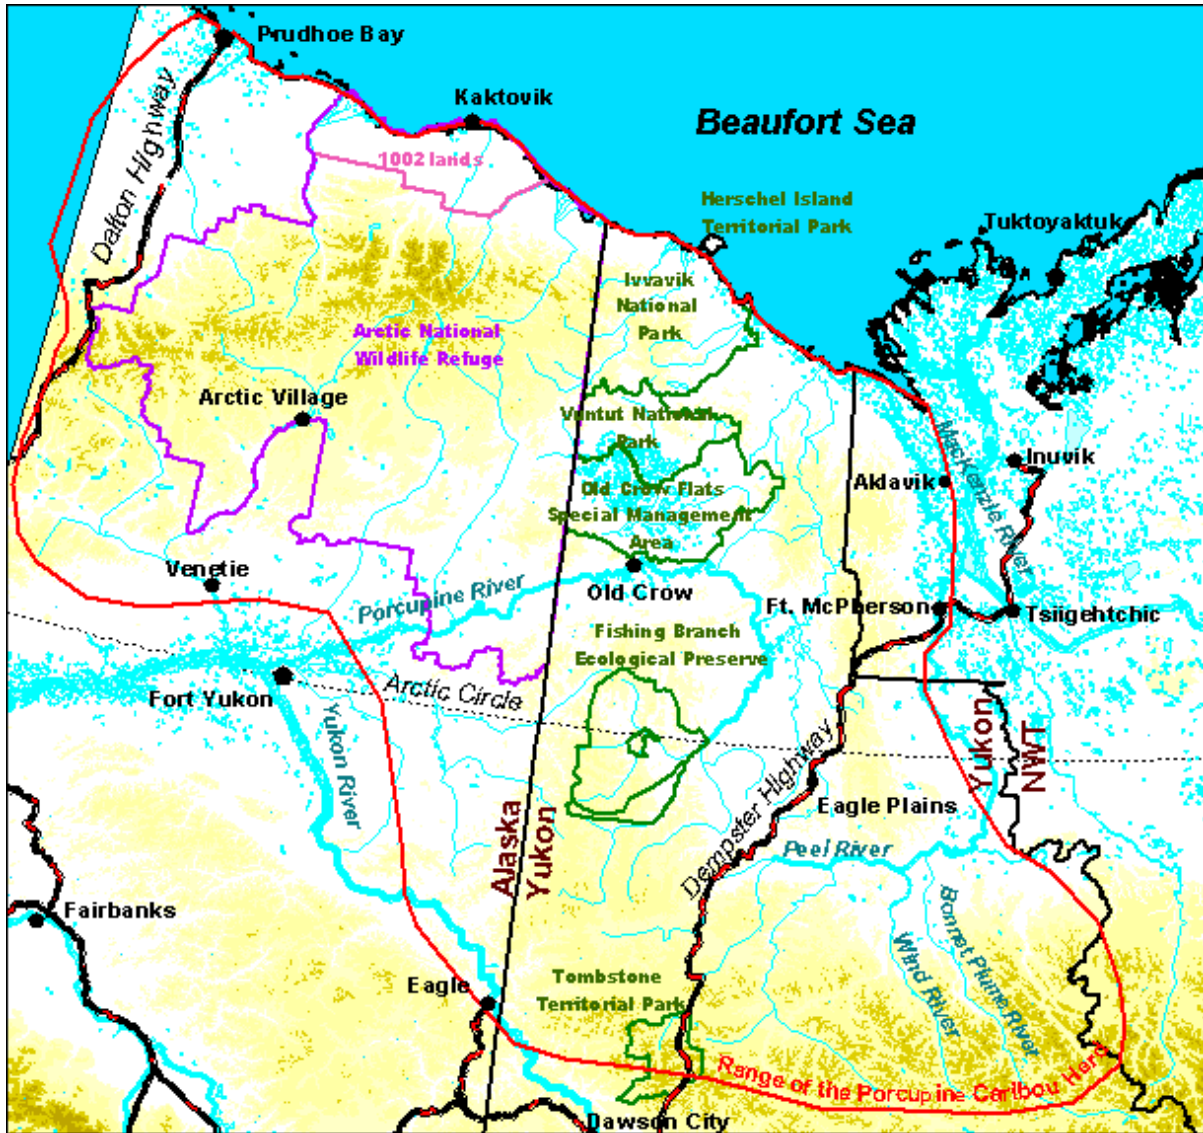 Prudhoe Bay
Kaktovik
Beaufort Sea
Dalton Highway
1002 lands
Herschel Island
Territorial Park
Tuktoyaktuk
Ivvavik
National
Park
Arctic National
Wildlife Refuge
Arctic Village
Vuntut National
Park
MacKenzie River
Inuvik
Aklavik
Old Crow Flats
Special Management
Area
Venetie
Porcupine River
Old Crow
Ft. McPherson
Tsiigehtchic
Fishing Branch
Ecological Preserve
Fort Yukon
Arctic Circle
Yukon River
Yukon
NWT
Dempster Highway
Eagle Plains
Alaska
Yukon
Peel River
Fairbanks
Bonnet Plume River
Wind River
Eagle
Tombstone
Territorial Park
Range of the Porcupine Caribou Herd
Dawson City